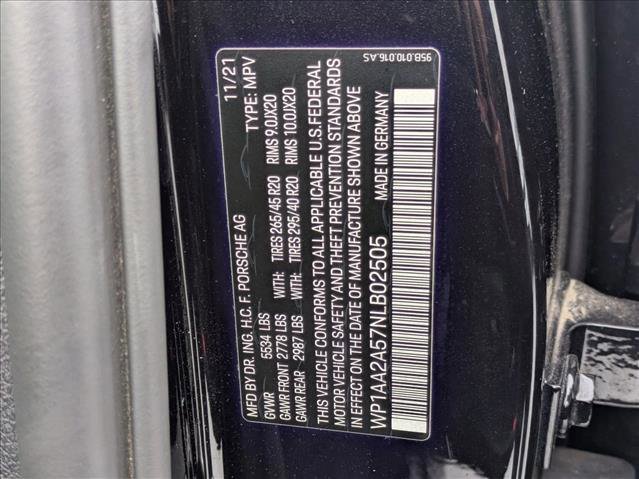 95B.010.016.AS
MFD BY DR. ING. H.C. F. PORSCHE AG 11/21
GVWR 5534 LBS TYPE: MPV
GAWR FRONT 2778 LBS WITH: TIRES 265/45 R20 RIMS 9.0JX20
GAWR REAR 2987 LBS WITH: TIRES 295/40 R20 RIMS 10.0JX20
THIS VEHICLE CONFORMS TO ALL APPLICABLE U.S. FEDERAL
MOTOR VEHICLE SAFETY AND THEFT PREVENTION STANDARDS
IN EFFECT ON THE DATE OF MANUFACTURE SHOWN ABOVE
WP1AA2A57NLB02505 MADE IN GERMANY